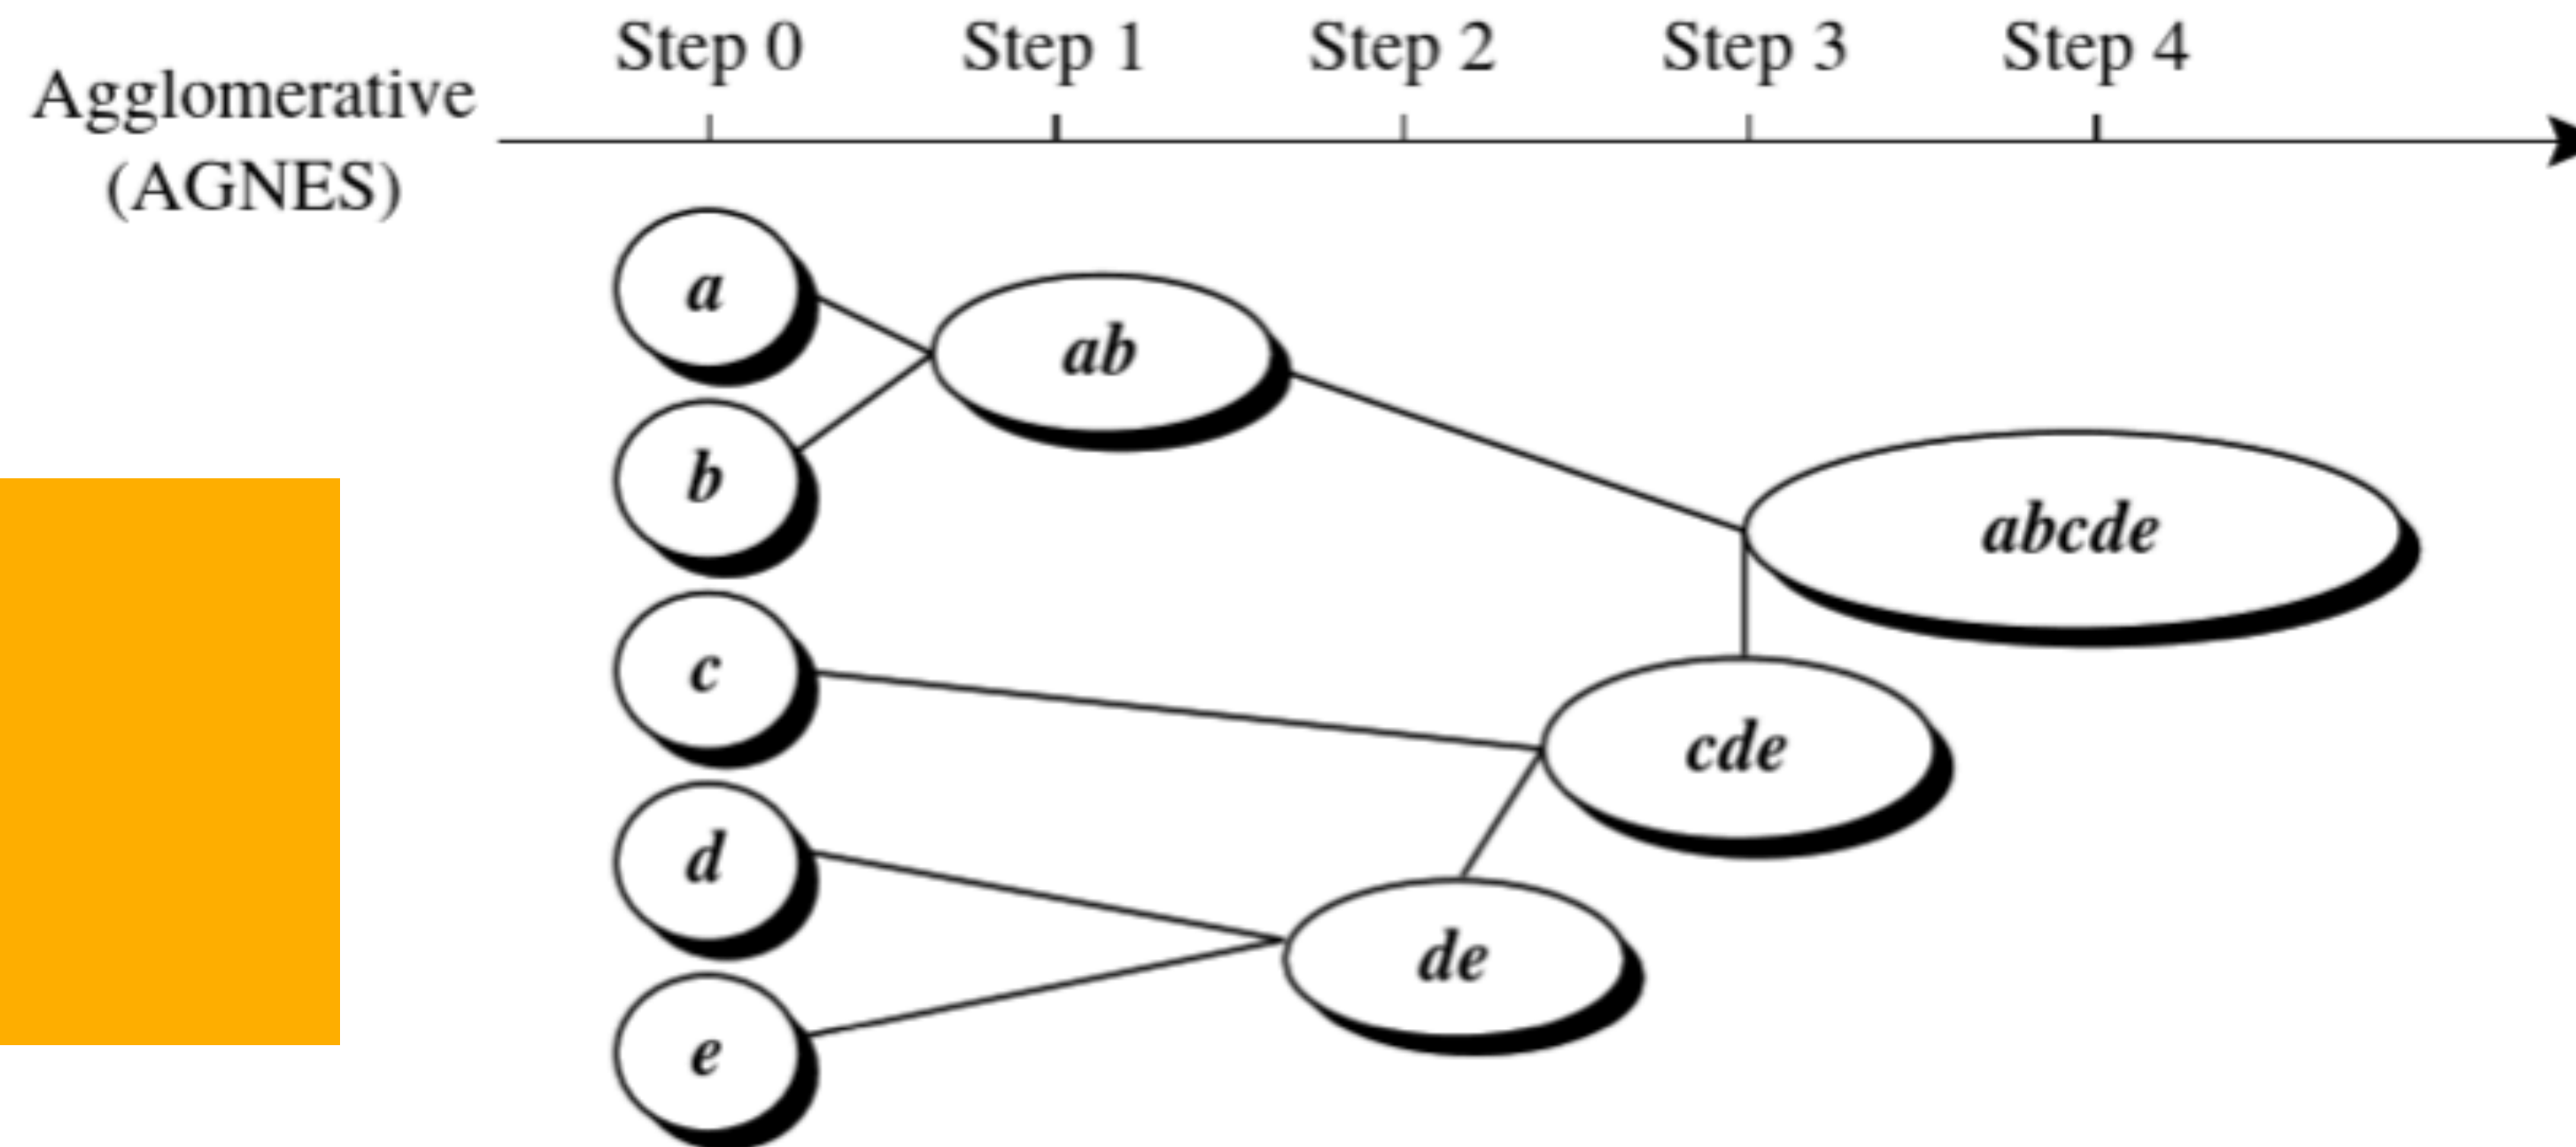 Step 0 Step 1 Step 2 Step 3 Step 4
Agglomerative
(AGNES)
a
ab
b
abcde
c
cde
d
de
e